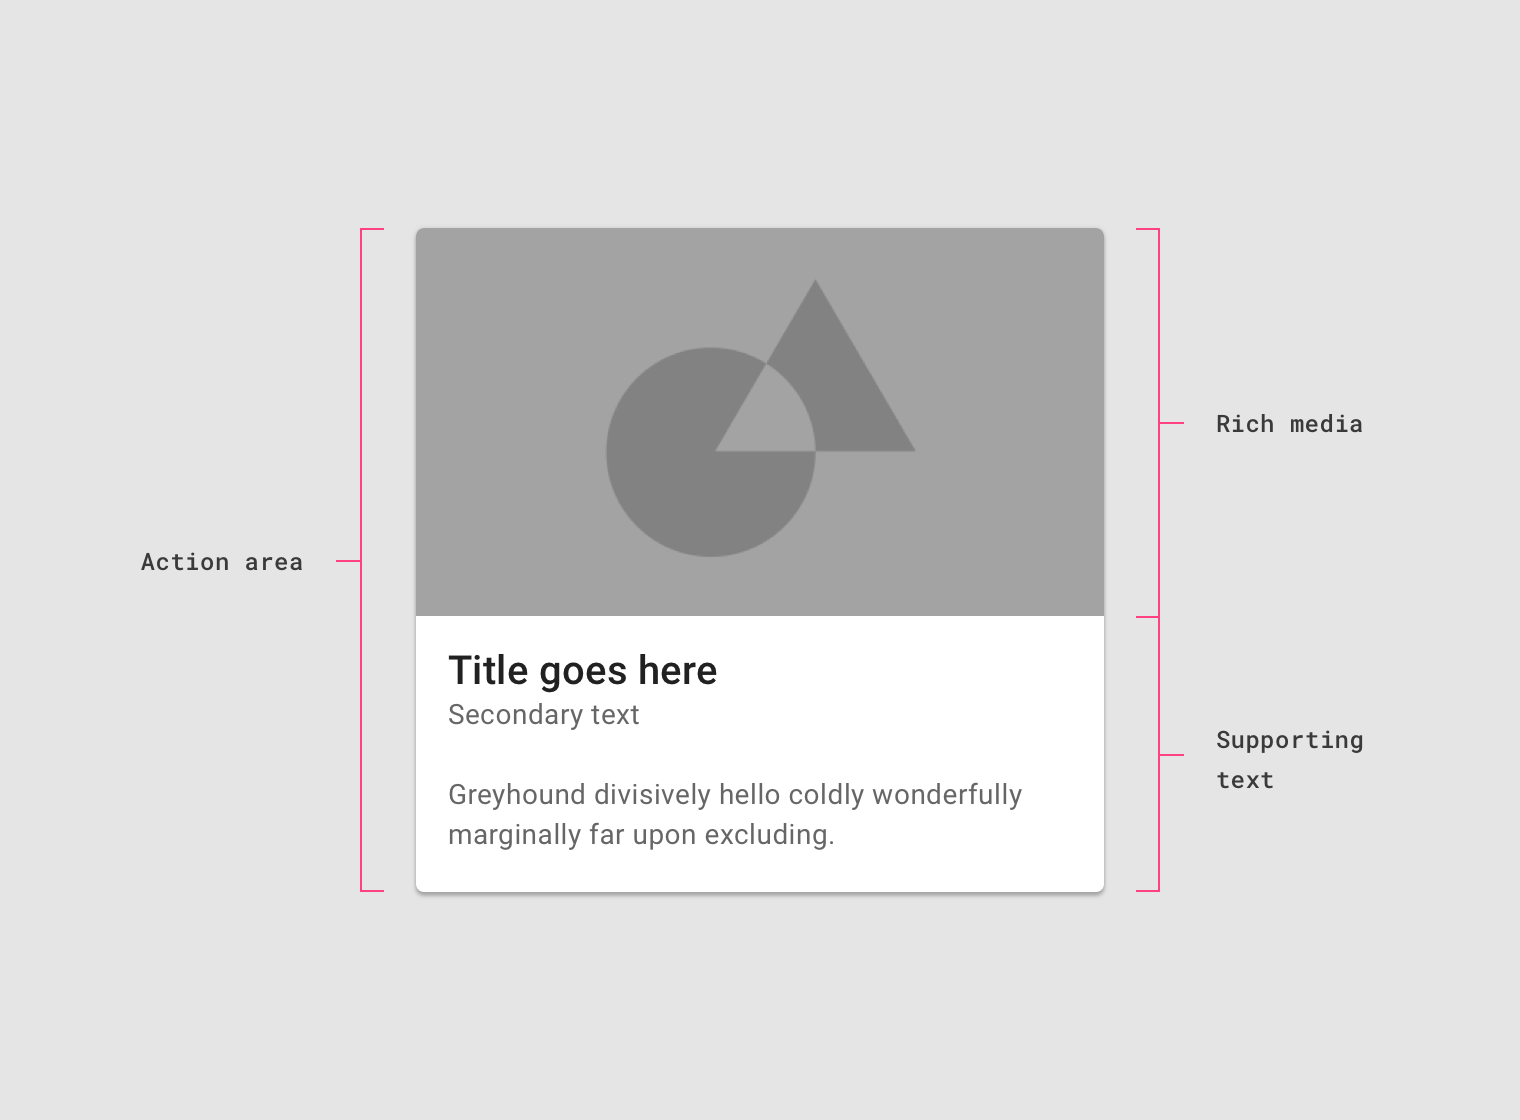 Action area
Rich media
Title goes here
Secondary text
Greyhound divisively hello coldly wonderfully
marginally far upon excluding.
Supporting
text